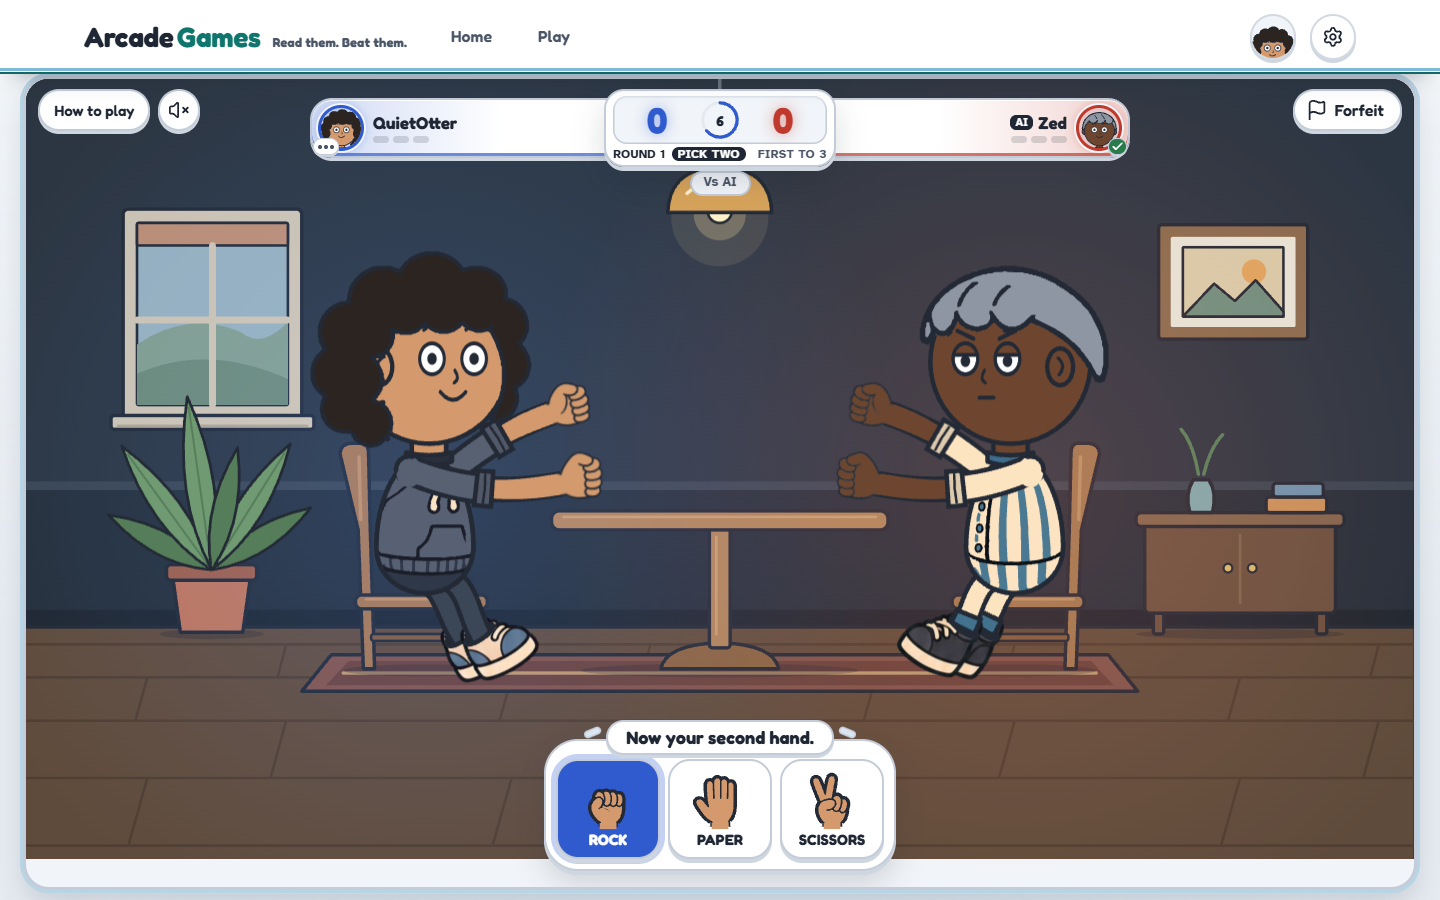 Arcade Games Read them. Beat them. Home Play
How to play
QuietOtter
0 6 0
AI Zed
Forfeit
ROUND 1 PICK TWO FIRST TO 3
Vs AI
Now your second hand.
ROCK PAPER SCISSORS